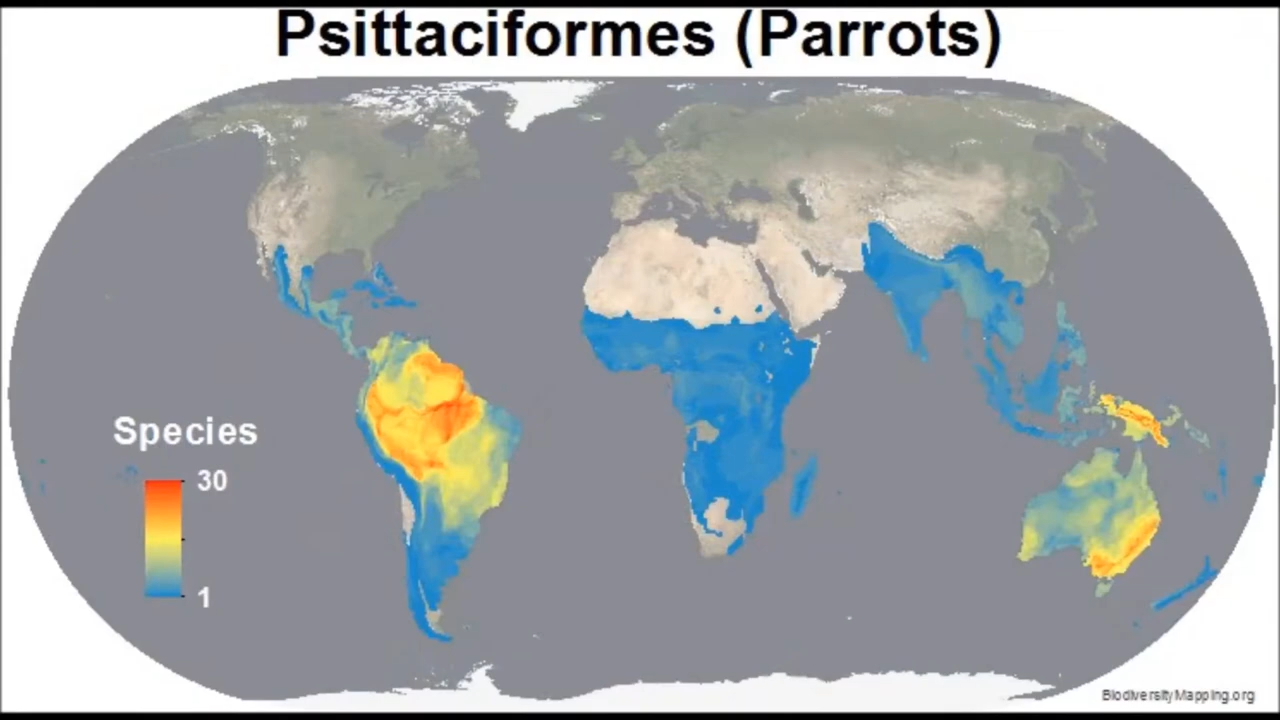 Psittaciformes (Parrots)
Species
30
1
BiodiversityMapping.org